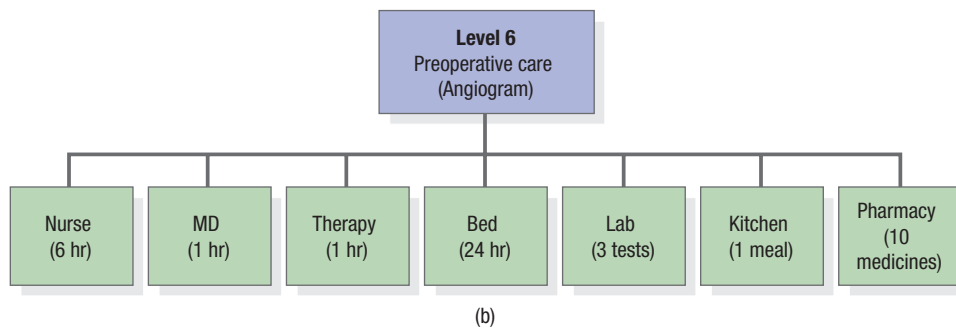 Level 6
Preoperative care
(Angiogram)
Nurse
(6 hr)
MD
(1 hr)
Therapy
(1 hr)
Bed
(24 hr)
Lab
(3 tests)
Kitchen
(1 meal)
Pharmacy
(10
medicines)
(b)